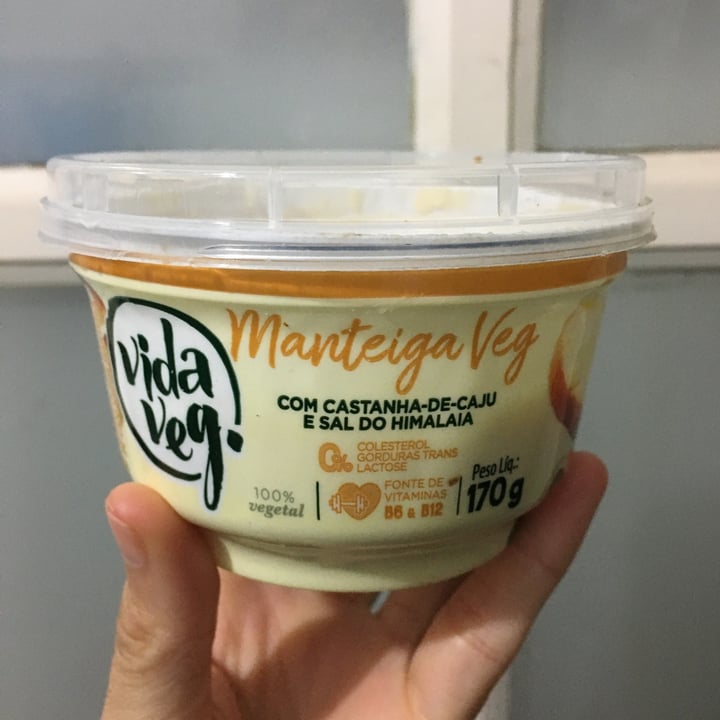 vida
veg.
Manteiga Veg
COM CASTANHA-DE-CAJU
E SAL DO HIMALAIA
0% COLESTEROL
GORDURAS TRANS
LACTOSE
100%
vegetal
FONTE DE
VITAMINAS
B6 & B12
Peso Líq.:
170g